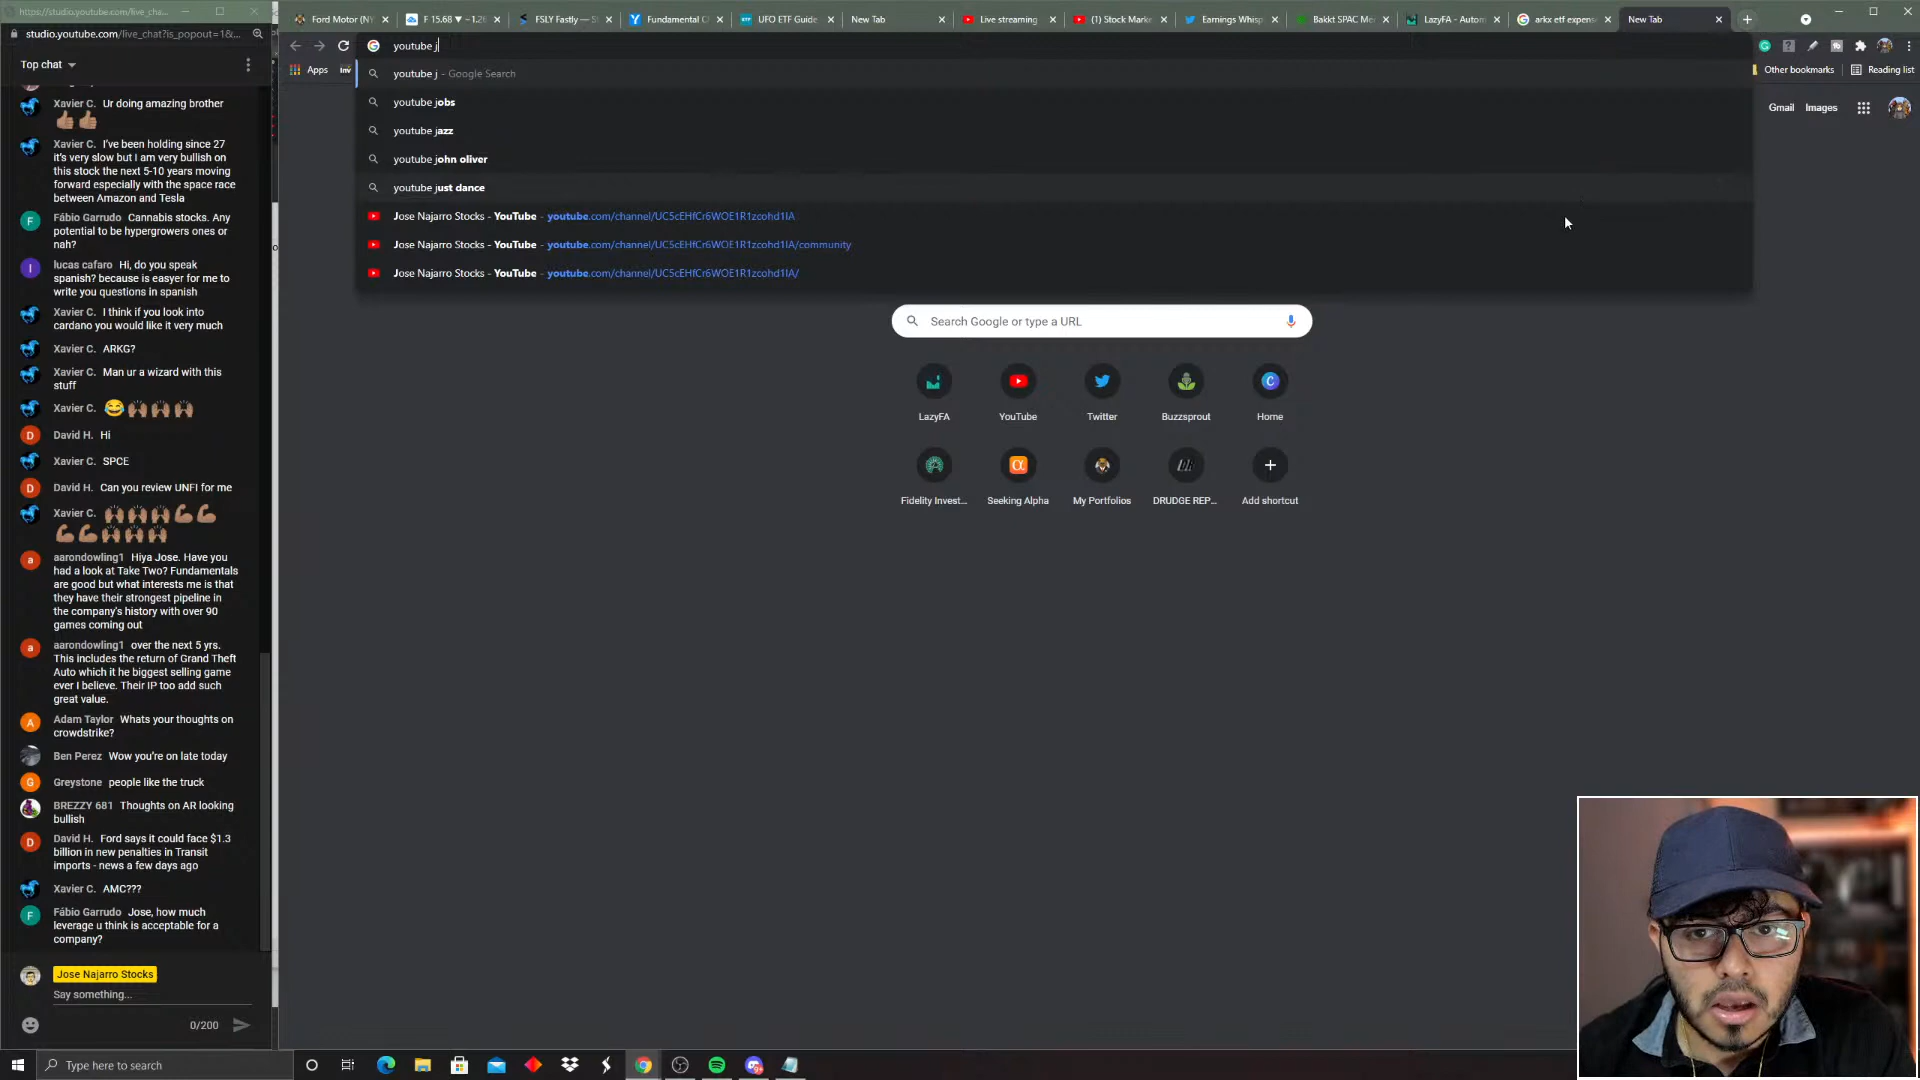 https://studio.youtube.com/live_cha...
studio.youtube.com/live_chat?is_popout=1&...
Top chat
Xavier C. Ur doing amazing brother
Xavier C. I've been holding since 27
it's very slow but I am very bullish on
this stock the next 5-10 years moving
forward especially with the space race
between Amazon and Tesla
Fábio Garrudo Cannabis stocks. Any
potential to be hypergrowers ones or
nah?
lucas cafaro Hi, do you speak
spanish? because is easyer for me to
write you questions in spanish
Xavier C. I think if you look into
cardano you would like it very much
Xavier C. ARKG?
Xavier C. Man ur a wizard with this
stuff
Xavier C.
David H. Hi
Xavier C. SPCE
David H. Can you review UNFI for me
Xavier C.
aarondowling1 Hiya Jose. Have you
had a look at Take Two? Fundamentals
are good but what interests me is that
they have their strongest pipeline in
the company's history with over 90
games coming out
aarondowling1 over the next 5 yrs.
This includes the return of Grand Theft
Auto which it he biggest selling game
ever I believe. Their IP too add such
great value.
Adam Taylor Whats your thoughts on
crowdstrike?
Ben Perez Wow you're on late today
Greystone people like the truck
BREZZY 681 Thoughts on AR looking
bullish
David H. Ford says it could face $1.3
billion in new penalties in Transit
imports - news a few days ago
Xavier C. AMC???
Fábio Garrudo Jose, how much
leverage u think is acceptable for a
company?
Jose Najarro Stocks
Say something...
0/200
Ford Motor (NY
F 15.68 ▼ -1.26
FSLY Fastly — S
Fundamental C
UFO ETF Guide
New Tab
Live streaming
(1) Stock Marke
Earnings Whisp
Bakkt SPAC Me
LazyFA - Autom
arkx etf expens
New Tab
youtube j
Apps
Inv
Other bookmarks
Reading list
youtube j - Google Search
youtube jobs
youtube jazz
youtube john oliver
youtube just dance
Jose Najarro Stocks - YouTube - youtube.com/channel/UC5cEHfCr6WOE1R1zcohd1IA
Jose Najarro Stocks - YouTube - youtube.com/channel/UC5cEHfCr6WOE1R1zcohd1IA/community
Jose Najarro Stocks - YouTube - youtube.com/channel/UC5cEHfCr6WOE1R1zcohd1IA/
Gmail
Images
Search Google or type a URL
LazyFA
YouTube
Twitter
Buzzsprout
Home
Fidelity Invest...
Seeking Alpha
My Portfolios
DRUDGE REP...
Add shortcut
Type here to search